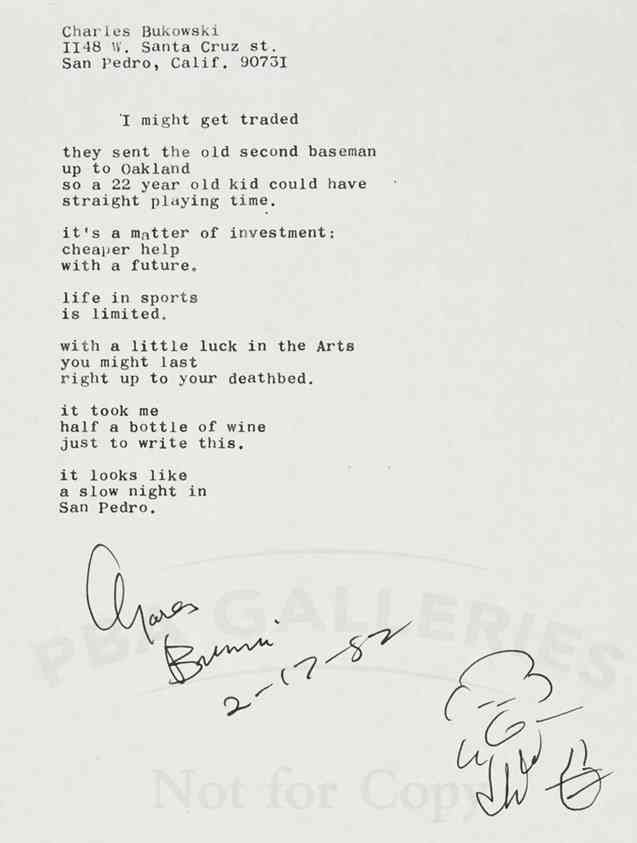 Charles Bukowski
1148 W. Santa Cruz st.
San Pedro, Calif. 90731
I might get traded
they sent the old second baseman
up to Oakland
so a 22 year old kid could have
straight playing time.
it's a matter of investment:
cheaper help
with a future.
life in sports
is limited.
with a little luck in the Arts
you might last
right up to your deathbed.
it took me
half a bottle of wine
just to write this.
it looks like
a slow night in
San Pedro.
Charles
Bukowski
2-17-82
PBA GALLERIES
Not for Copy